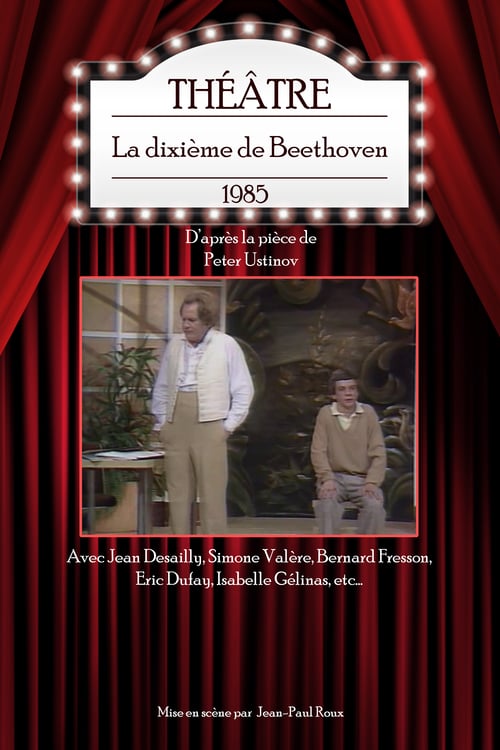 THÉÂTRE
La dixième de Beethoven
1985
D'après la pièce de
Peter Ustinov
Avec Jean Desailly, Simone Valère, Bernard Fresson,
Eric Dufay, Isabelle Gélinas, etc...
Mise en scène par Jean-Paul Roux